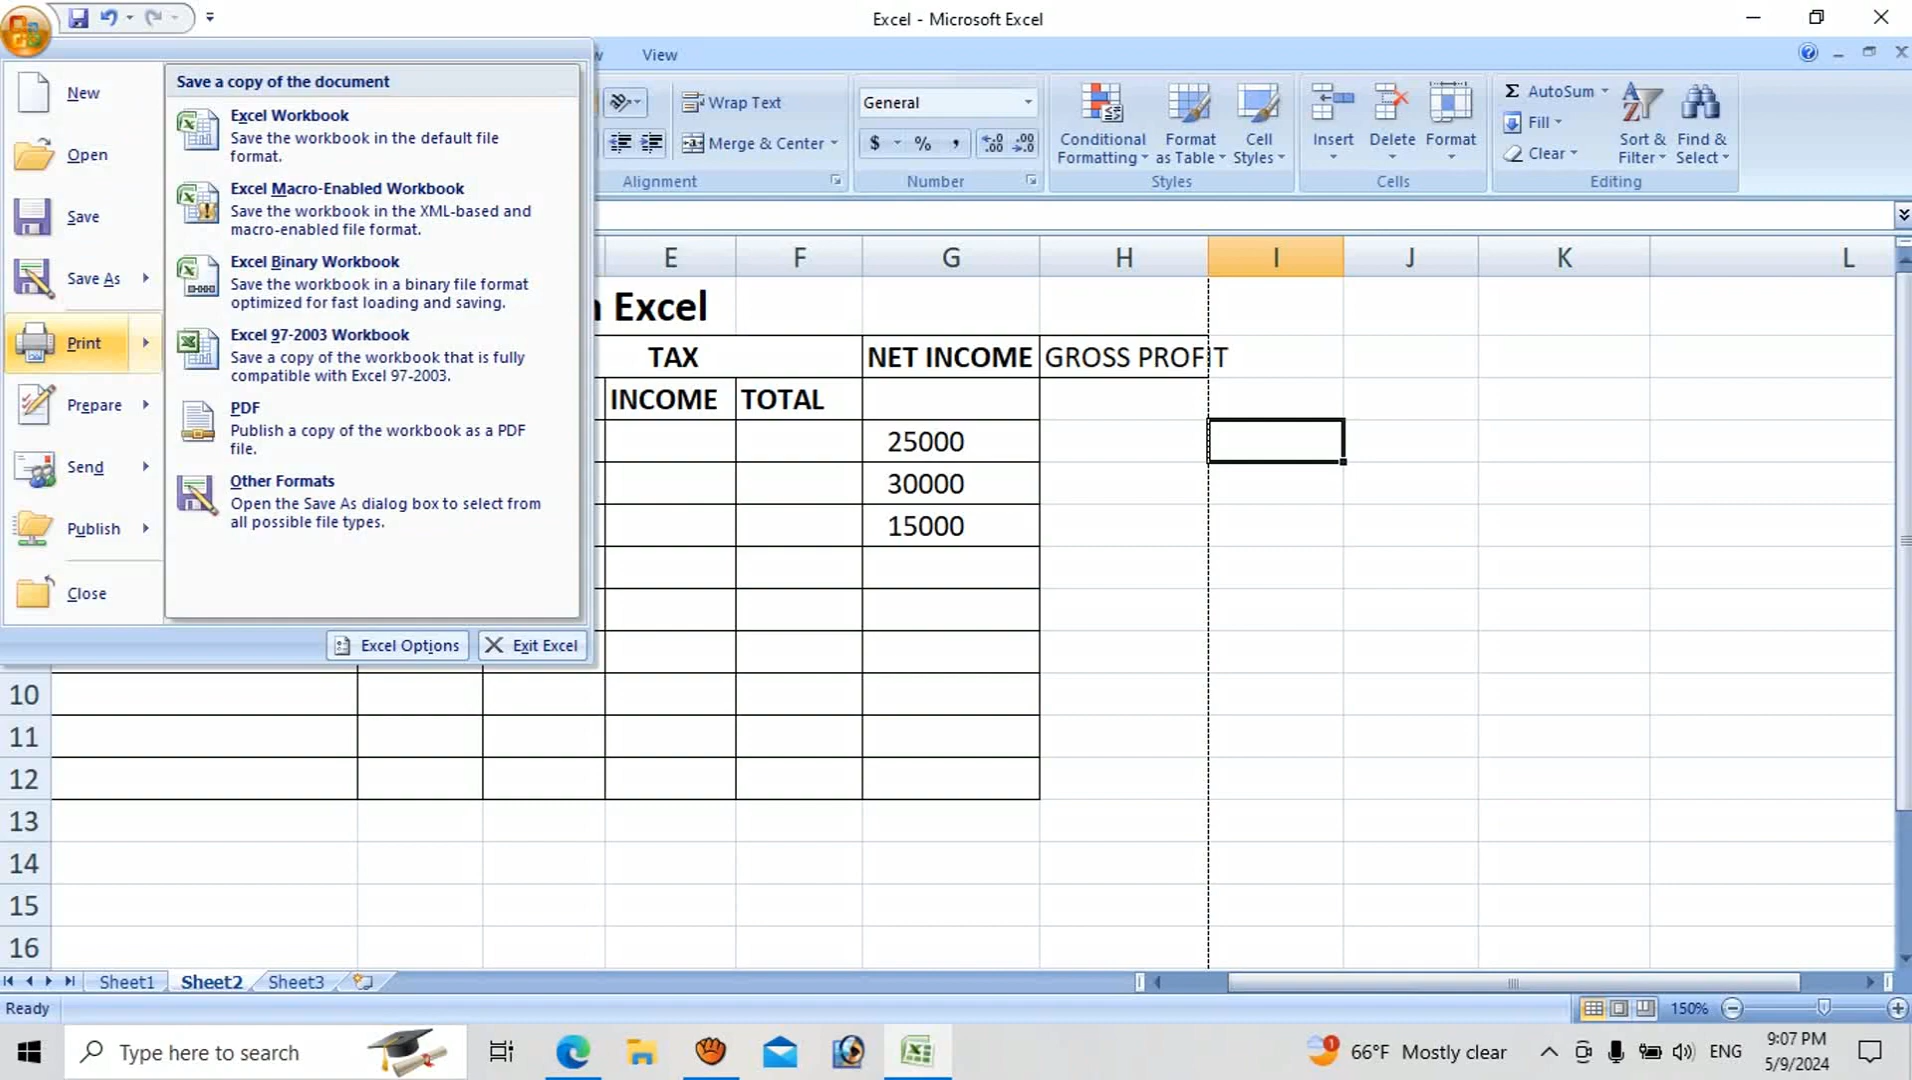 Excel - Microsoft Excel
View
New
Open
Save
Save As
Print
Prepare
Send
Publish
Close
Save a copy of the document
Excel Workbook
Save the workbook in the default file
format.
Excel Macro-Enabled Workbook
Save the workbook in the XML-based and
macro-enabled file format.
Excel Binary Workbook
Save the workbook in a binary file format
optimized for fast loading and saving.
Excel 97-2003 Workbook
Save a copy of the workbook that is fully
compatible with Excel 97-2003.
PDF
Publish a copy of the workbook as a PDF
file.
Other Formats
Open the Save As dialog box to select from
all possible file types.
Excel Options
Exit Excel
Wrap Text
Merge & Center
Alignment
General
$ % ,
Number
Conditional
Formatting
Format
as Table
Cell
Styles
Styles
Insert
Delete
Format
Cells
Σ AutoSum
Fill
Clear
Sort &
Filter
Find &
Select
Editing
E F G H I J K L
Excel
TAX NET INCOME GROSS PROFIT
INCOME TOTAL
25000
30000
15000
10
11
12
13
14
15
16
Sheet1 Sheet2 Sheet3
Ready
150%
Type here to search
66°F Mostly clear
ENG
9:07 PM
5/9/2024